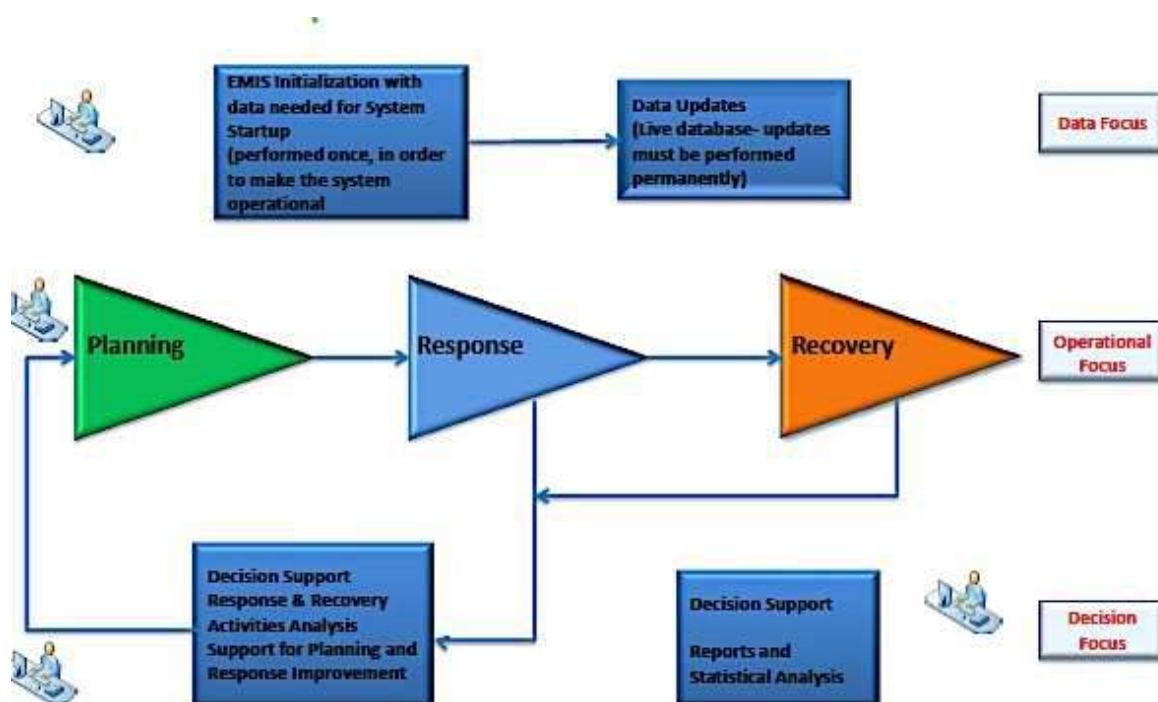 EMIS Initialization with
data needed for System
Startup
(performed once, in order
to make the system
operational
Data Updates
(Live database- updates
must be performed
permanently)
Data Focus
Planning
Response
Recovery
Operational
Focus
Decision Support
Response & Recovery
Activities Analysis
Support for Planning and
Response Improvement
Decision Support
Reports and
Statistical Analysis
Decision
Focus